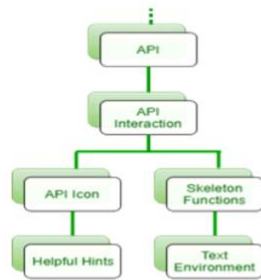 API
API
Interaction
API Icon
Skeleton
Functions
Helpful Hints
Text
Environment